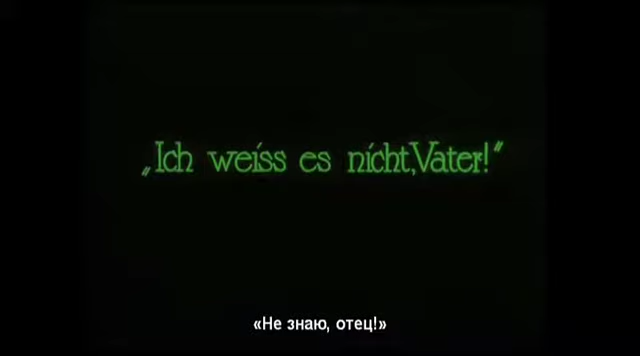 „Ich weiss es nicht, Vater!"
«Не знаю, отец!»